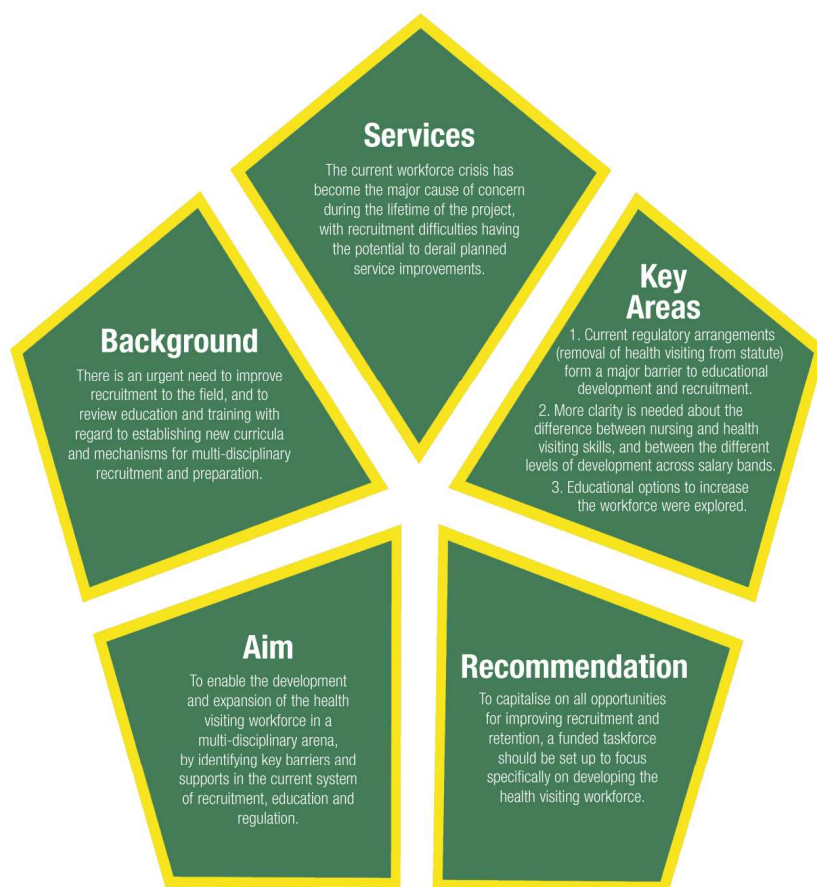 Services
The current workforce crisis has
become the major cause of concern
during the lifetime of the project,
with recruitment difficulties having
the potential to derail planned
service improvements.
Background
There is an urgent need to improve
recruitment to the field, and to
review education and training with
regard to establishing new curricula
and mechanisms for multi-disciplinary
recruitment and preparation.
Key
Areas
1. Current regulatory arrangements
(removal of health visiting from statute)
form a major barrier to educational
development and recruitment.
2. More clarity is needed about the
difference between nursing and health
visiting skills, and between the different
levels of development across salary bands.
3. Educational options to increase
the workforce were explored.
Aim
To enable the development
and expansion of the health
visiting workforce in a
multi-disciplinary arena,
by identifying key barriers and
supports in the current system
of recruitment, education and
regulation.
Recommendation
To capitalise on all opportunities
for improving recruitment and
retention, a funded taskforce
should be set up to focus
specifically on developing the
health visiting workforce.